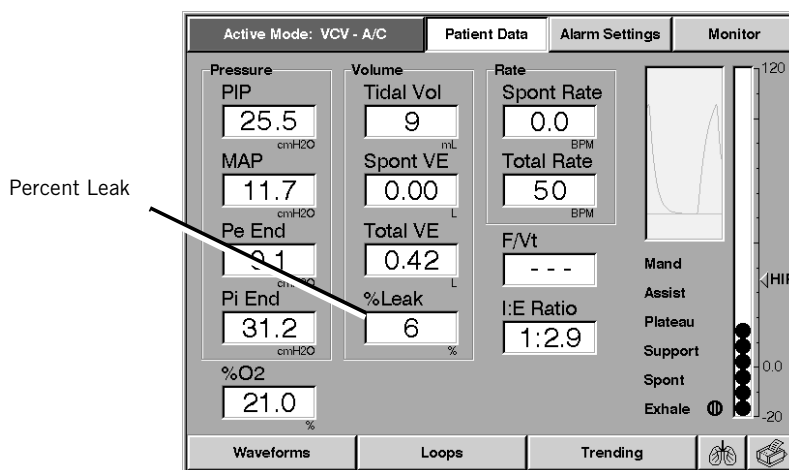 Active Mode: VCV - A/C
Patient Data
Alarm Settings
Monitor
Percent Leak
Pressure
PIP
25.5
cmH2O
MAP
11.7
cmH2O
Pe End
cmH2O
Pi End
31.2
cmH2O
%O2
21.0
%
Volume
Tidal Vol
9
mL
Spont VE
0.00
L
Total VE
0.42
L
%Leak
6
%
Rate
Spont Rate
0.0
BPM
Total Rate
50
BPM
F/Vt
- - -
I:E Ratio
1:2.9
Mand
Assist
Plateau
Support
Spont
Exhale
120
HIP
0.0
-20
Waveforms
Loops
Trending